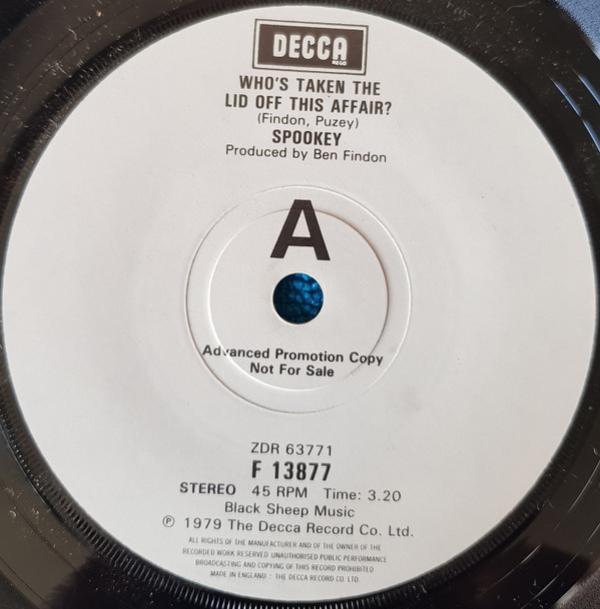 DECCA
REGD
WHO'S TAKEN THE
LID OFF THIS AFFAIR?
(Findon, Puzey)
SPOOKEY
Produced by Ben Findon
A
Advanced Promotion Copy
Not For Sale
ZDR 63771
F 13877
STEREO 45 RPM Time: 3.20
Black Sheep Music
Ⓟ 1979 The Decca Record Co. Ltd.
ALL RIGHTS OF THE MANUFACTURER AND OF THE OWNER OF THE
RECORDED WORK RESERVED UNAUTHORISED PUBLIC PERFORMANCE
BROADCASTING AND COPYING OF THIS RECORD PROHIBITED
MADE IN ENGLAND · THE DECCA RECORD CO. LTD.